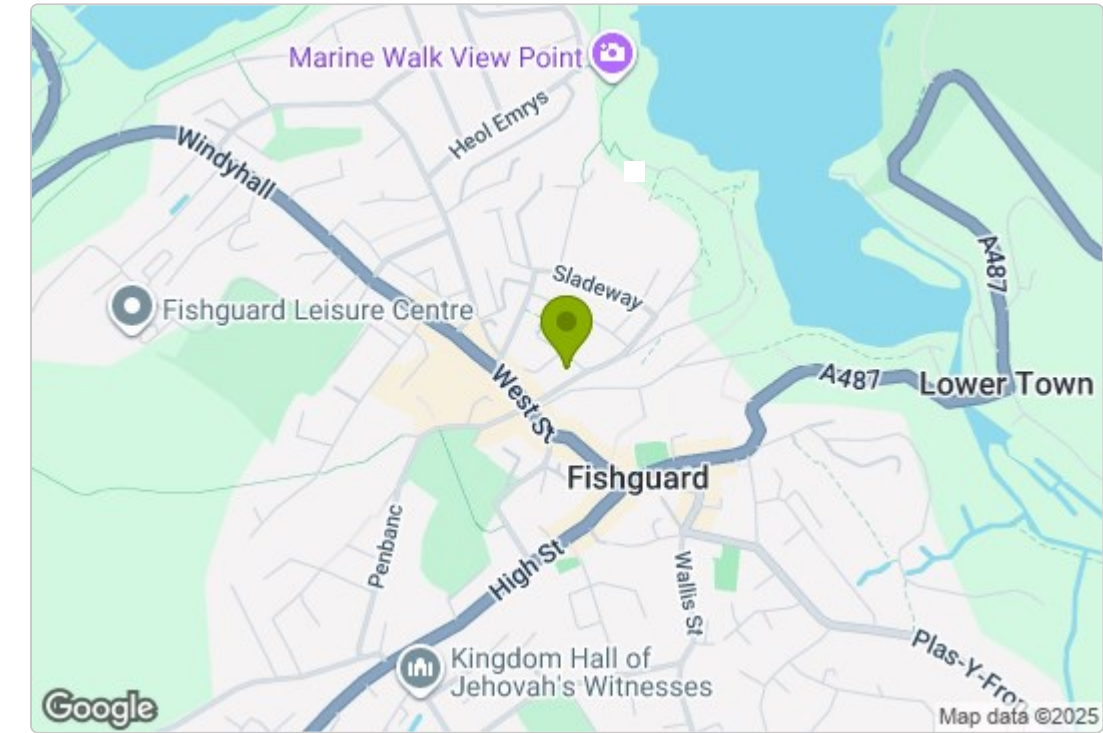 Marine Walk View Point
Heol Emrys
Windyhall
A487
Sladeway
Fishguard Leisure Centre
West St
A487
Lower Town
Fishguard
Penbanc
High St
Wallis St
Plas-Y-Fron
Kingdom Hall of
Jehovah's Witnesses
Google
Map data ©2025